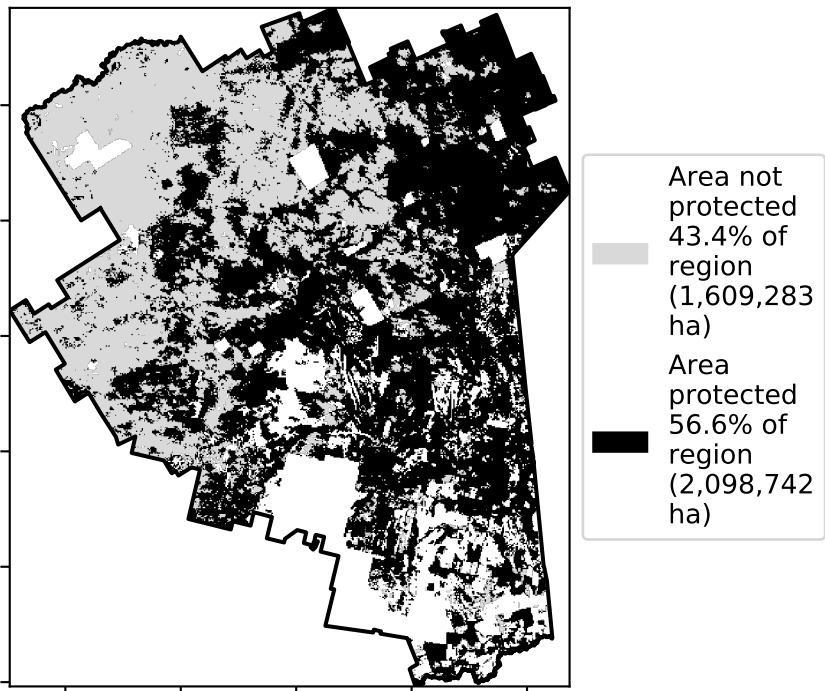 Area not
protected
43.4% of
region
(1,609,283
ha)
Area
protected
56.6% of
region
(2,098,742
ha)